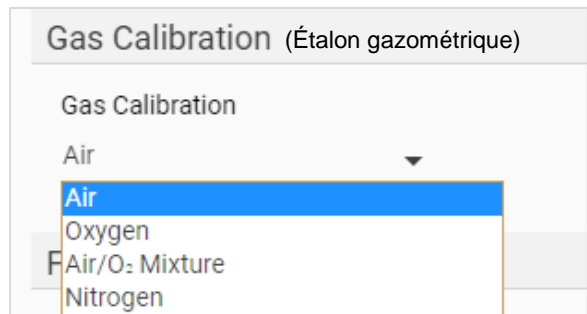 Gas Calibration (Étalon gazométrique)
Gas Calibration
Air
Air
Oxygen
F
Air/O₂ Mixture
Nitrogen